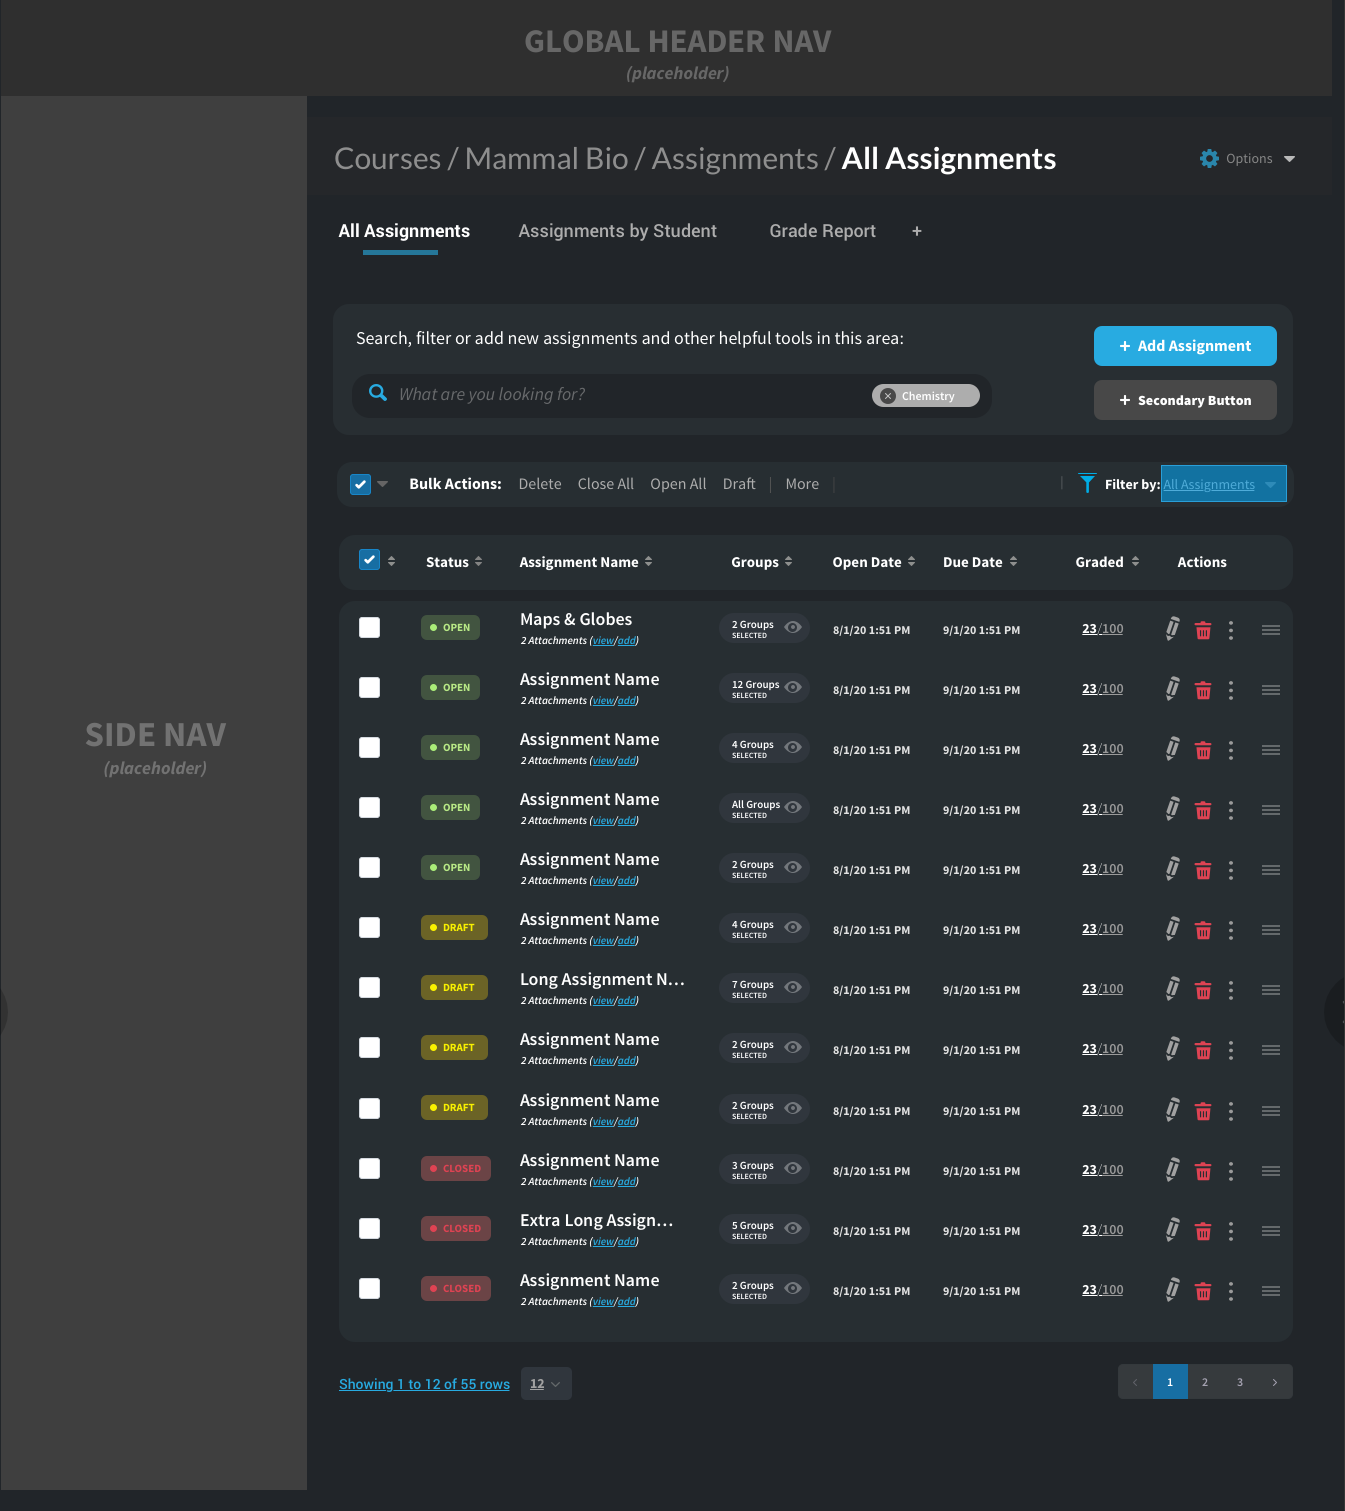 GLOBAL HEADER NAV
(placeholder)
SIDE NAV
(placeholder)
Courses / Mammal Bio / Assignments / All Assignments
Options
All Assignments
Assignments by Student
Grade Report
+
Search, filter or add new assignments and other helpful tools in this area:
What are you looking for?
Chemistry
+ Add Assignment
+ Secondary Button
Bulk Actions: Delete Close All Open All Draft | More |
Filter by: All Assignments
Status Assignment Name Groups Open Date Due Date Graded Actions
OPEN Maps & Globes 2 Groups 8/1/20 1:51 PM 9/1/20 1:51 PM 23/100
2 Attachments (view/add) SELECTED
OPEN Assignment Name 12 Groups 8/1/20 1:51 PM 9/1/20 1:51 PM 23/100
2 Attachments (view/add) SELECTED
OPEN Assignment Name 4 Groups 8/1/20 1:51 PM 9/1/20 1:51 PM 23/100
2 Attachments (view/add) SELECTED
OPEN Assignment Name All Groups 8/1/20 1:51 PM 9/1/20 1:51 PM 23/100
2 Attachments (view/add) SELECTED
OPEN Assignment Name 2 Groups 8/1/20 1:51 PM 9/1/20 1:51 PM 23/100
2 Attachments (view/add) SELECTED
DRAFT Assignment Name 4 Groups 8/1/20 1:51 PM 9/1/20 1:51 PM 23/100
2 Attachments (view/add) SELECTED
DRAFT Long Assignment N... 7 Groups 8/1/20 1:51 PM 9/1/20 1:51 PM 23/100
2 Attachments (view/add) SELECTED
DRAFT Assignment Name 2 Groups 8/1/20 1:51 PM 9/1/20 1:51 PM 23/100
2 Attachments (view/add) SELECTED
DRAFT Assignment Name 2 Groups 8/1/20 1:51 PM 9/1/20 1:51 PM 23/100
2 Attachments (view/add) SELECTED
CLOSED Assignment Name 3 Groups 8/1/20 1:51 PM 9/1/20 1:51 PM 23/100
2 Attachments (view/add) SELECTED
CLOSED Extra Long Assign... 5 Groups 8/1/20 1:51 PM 9/1/20 1:51 PM 23/100
2 Attachments (view/add) SELECTED
CLOSED Assignment Name 2 Groups 8/1/20 1:51 PM 9/1/20 1:51 PM 23/100
2 Attachments (view/add) SELECTED
Showing 1 to 12 of 55 rows 12
< 1 2 3 >